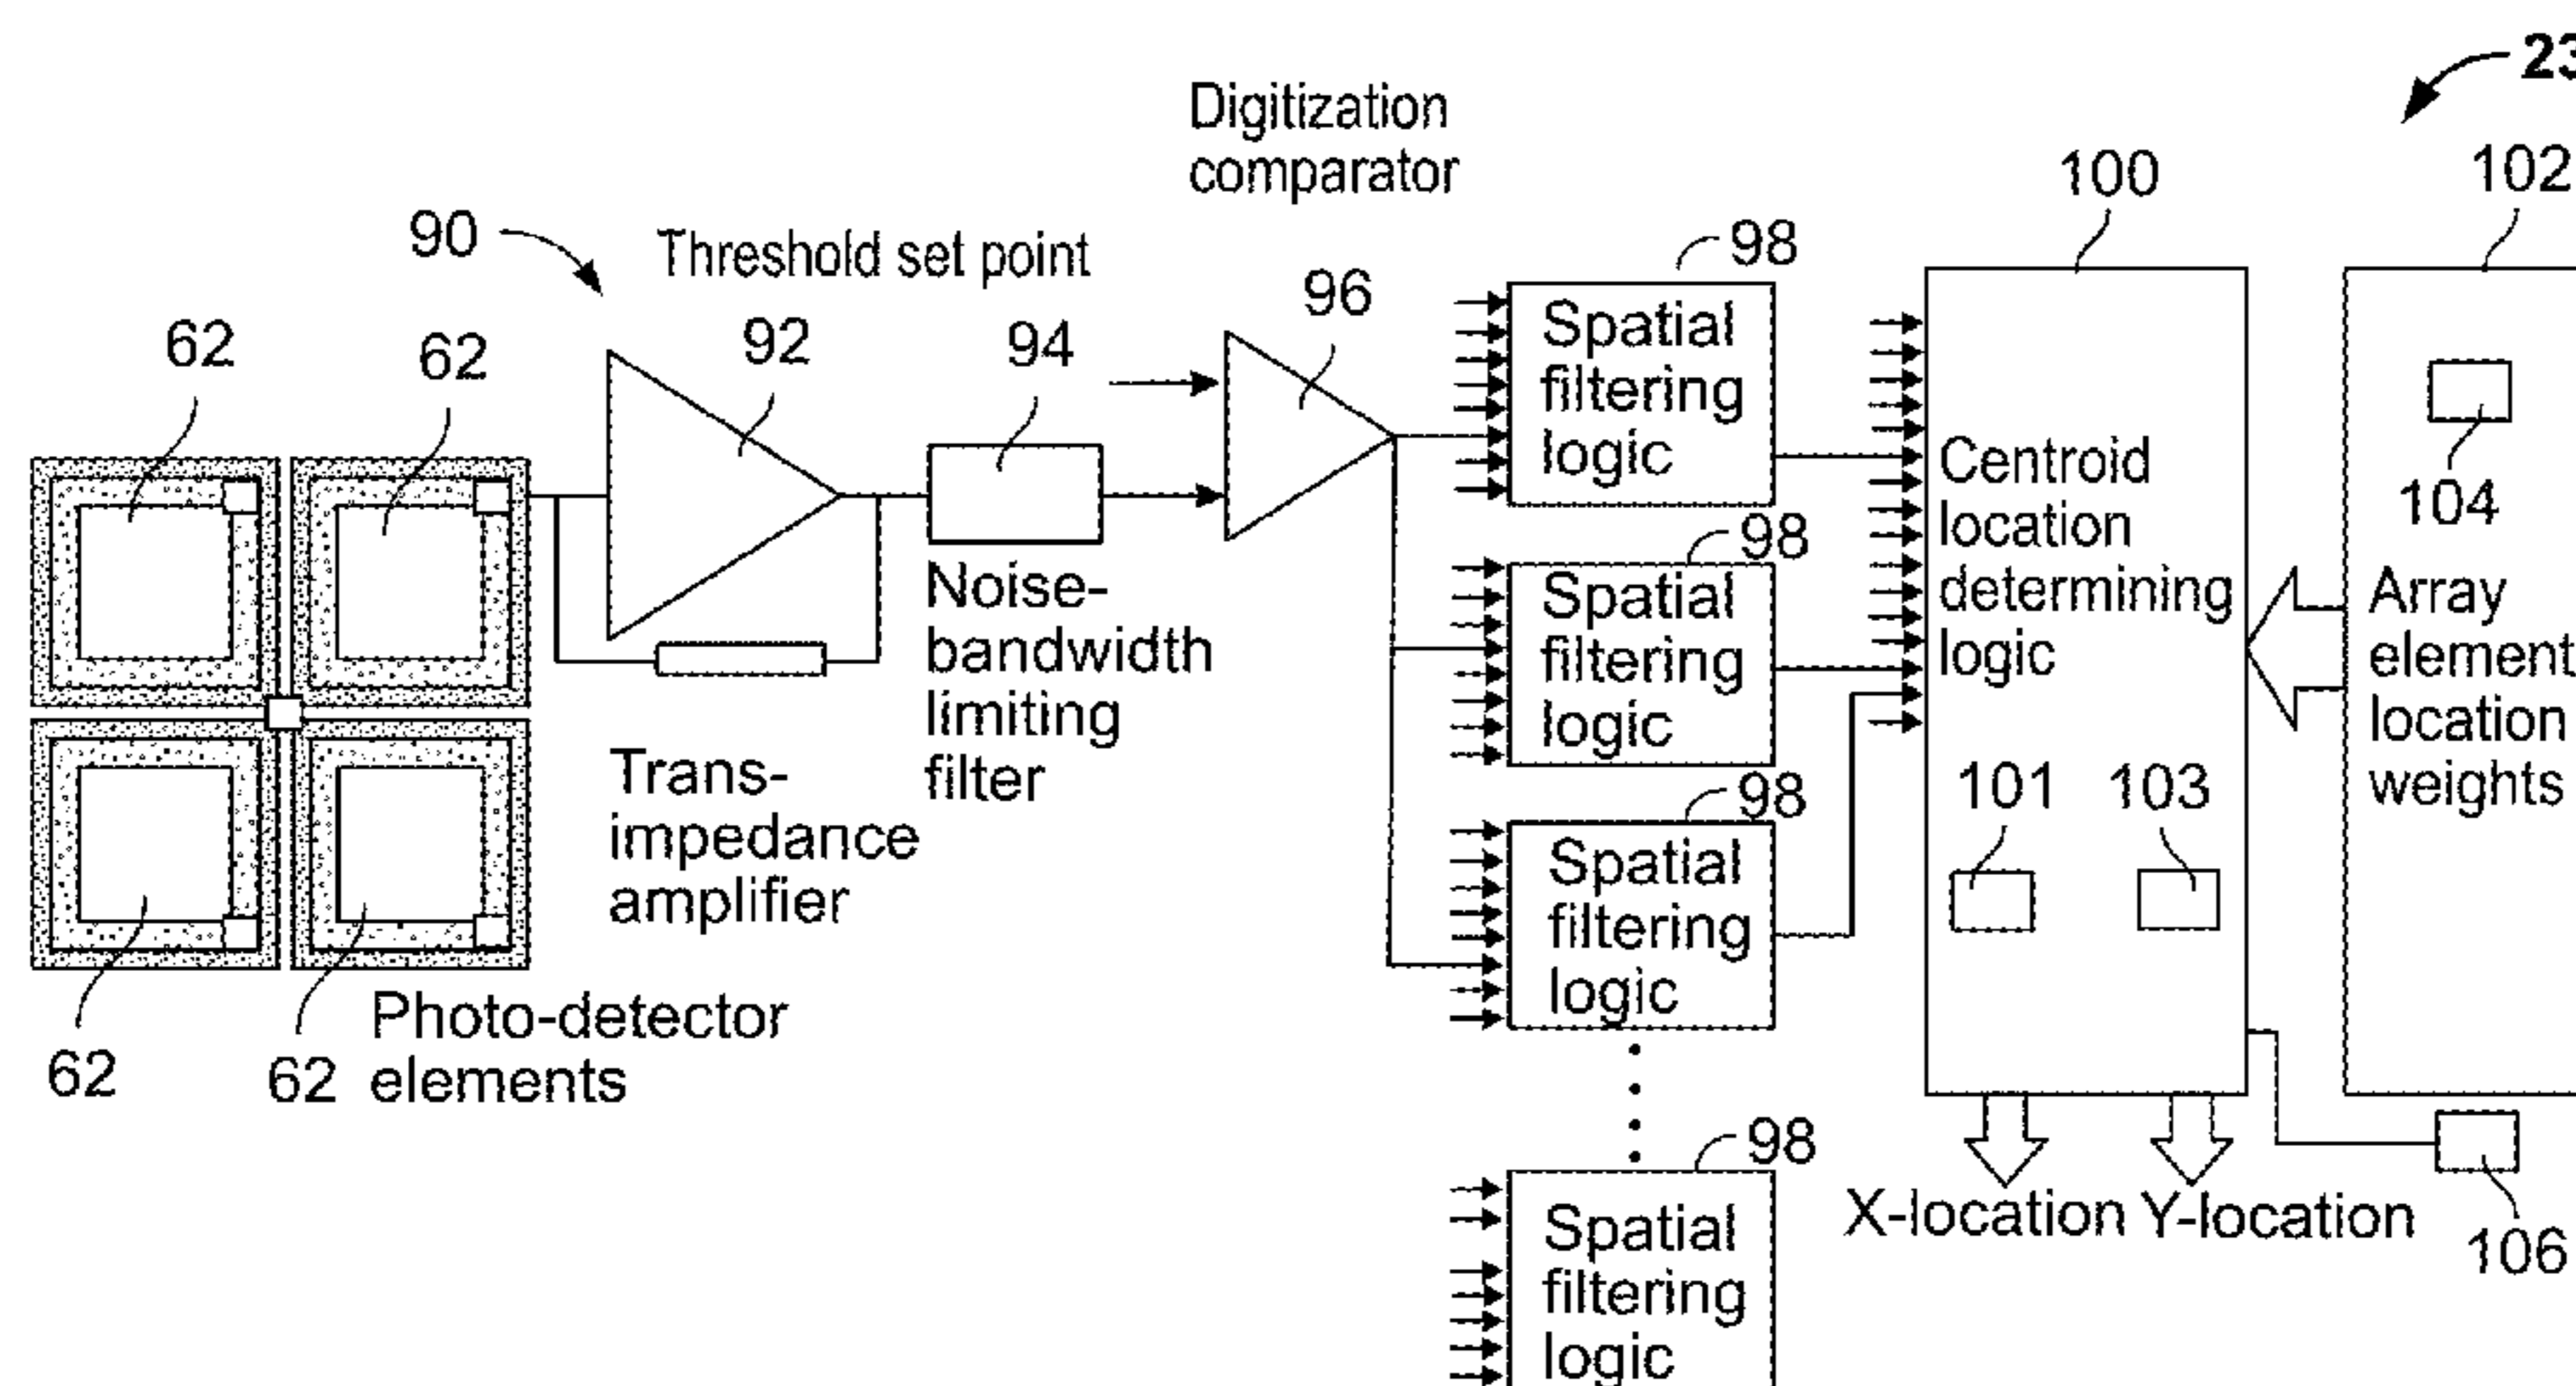 23
Digitization
comparator
100
102
90
Threshold set point
98
96
62
62
92
94
Spatial
filtering
logic
104
Centroid
location
determining
logic
98
Spatial
filtering
logic
Array
element
location
weights
Noise-
bandwidth
limiting
filter
Trans-
impedance
amplifier
101
103
98
Spatial
filtering
logic
62
62
Photo-detector
elements
98
Spatial
filtering
logic
X-location
Y-location
106